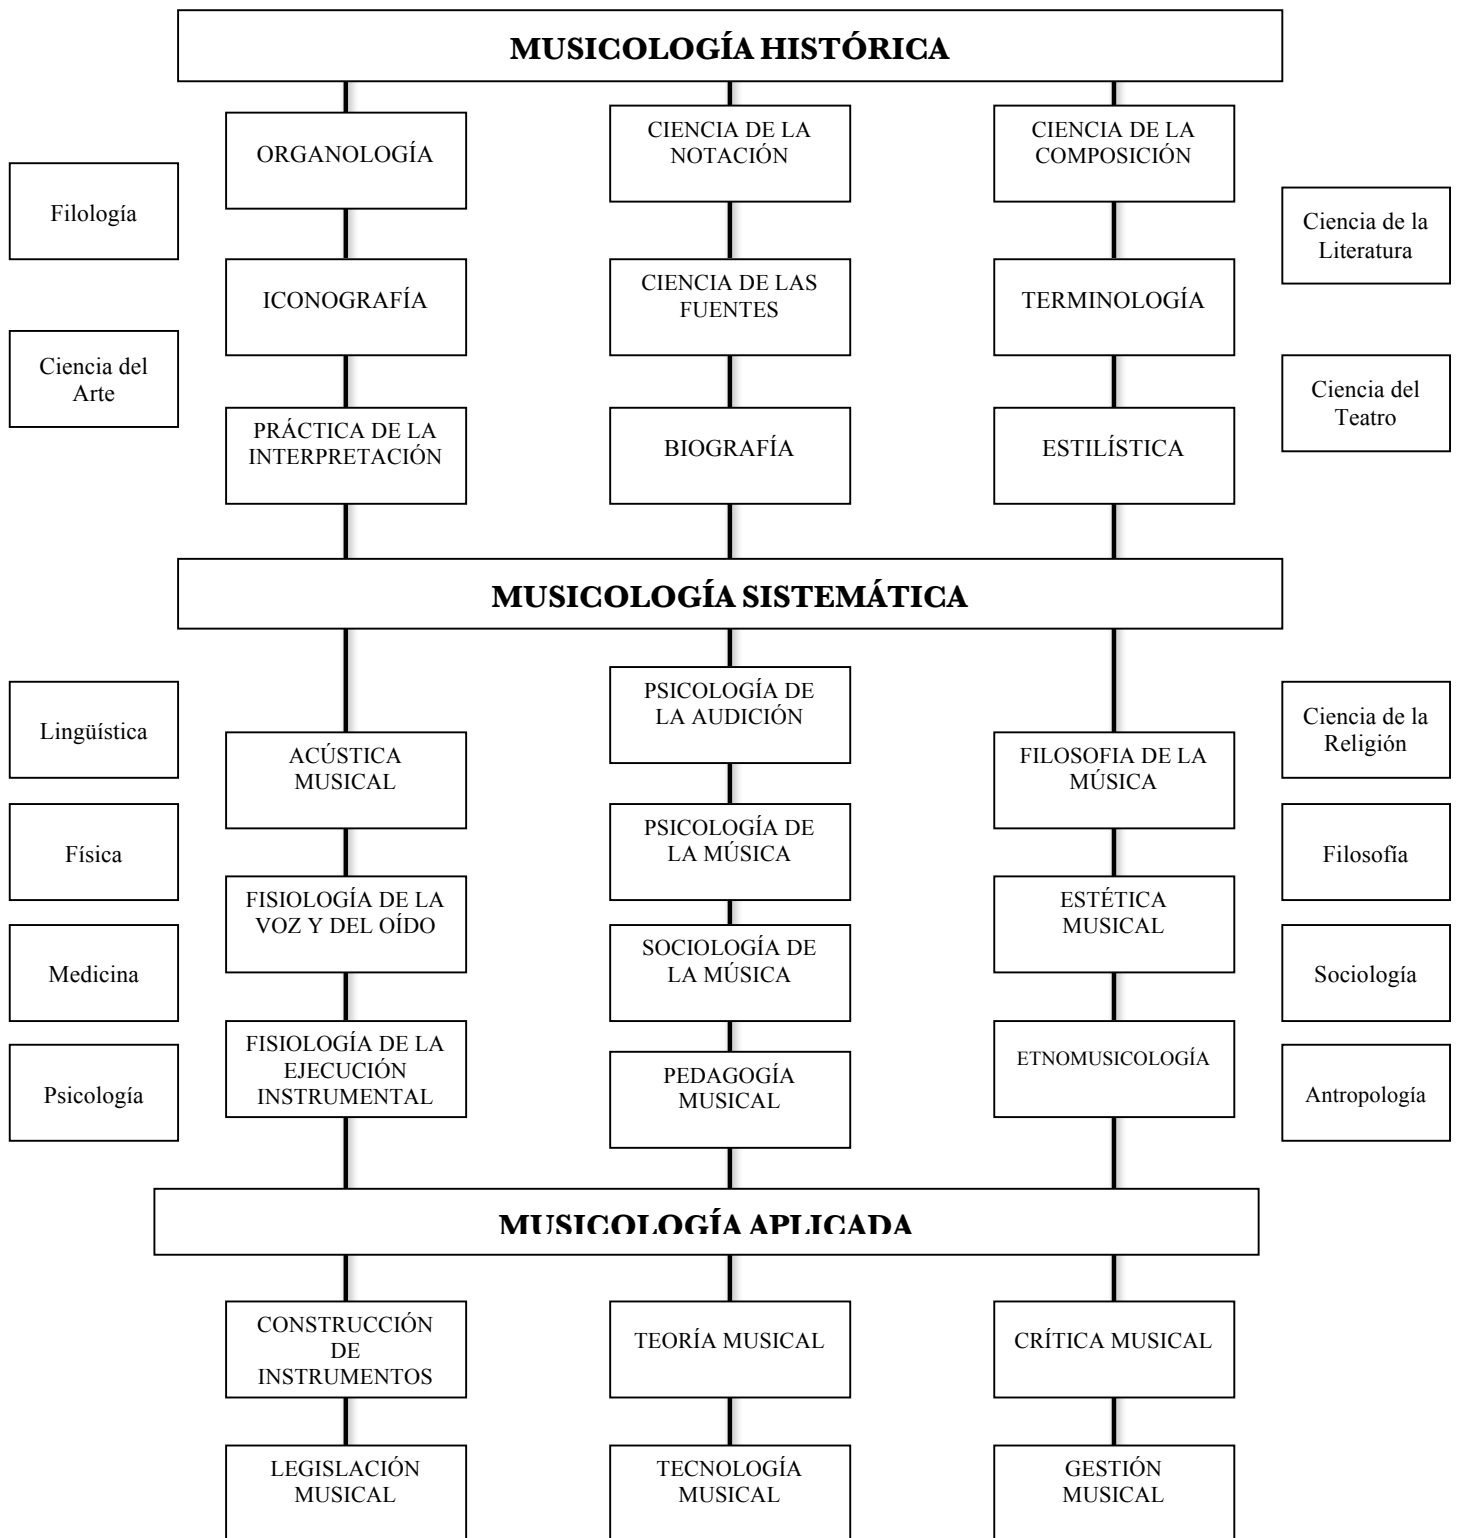 MUSICOLOGÍA HISTÓRICA
ORGANOLOGÍA
CIENCIA DE LA
NOTACIÓN
CIENCIA DE LA
COMPOSICIÓN
Filología
Ciencia de la
Literatura
ICONOGRAFÍA
CIENCIA DE LAS
FUENTES
TERMINOLOGÍA
Ciencia del
Arte
Ciencia del
Teatro
PRÁCTICA DE LA
INTERPRETACIÓN
BIOGRAFÍA
ESTILÍSTICA
MUSICOLOGÍA SISTEMÁTICA
Lingüística
PSICOLOGÍA DE
LA AUDICIÓN
Ciencia de la
Religión
ACÚSTICA
MUSICAL
FILOSOFIA DE LA
MÚSICA
Física
PSICOLOGÍA DE
LA MÚSICA
Filosofía
FISIOLOGÍA DE LA
VOZ Y DEL OÍDO
ESTÉTICA
MUSICAL
Medicina
SOCIOLOGÍA DE
LA MÚSICA
Sociología
FISIOLOGÍA DE LA
EJECUCIÓN
INSTRUMENTAL
ETNOMUSICOLOGÍA
Psicología
PEDAGOGÍA
MUSICAL
Antropología
MUSICOLOGÍA APLICADA
CONSTRUCCIÓN
DE
INSTRUMENTOS
TEORÍA MUSICAL
CRÍTICA MUSICAL
LEGISLACIÓN
MUSICAL
TECNOLOGÍA
MUSICAL
GESTIÓN
MUSICAL